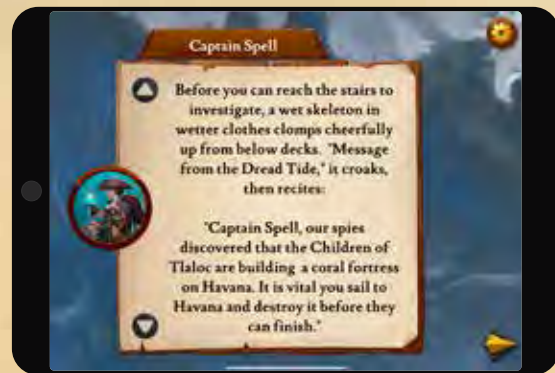 Captain Spell
Before you can reach the stairs to
investigate, a wet skeleton in
wetter clothes clomps cheerfully
up from below decks. "Message
from the Dread Tide," it croaks,
then recites:
"Captain Spell, our spies
discovered that the Children of
Tlaloc are building a coral fortress
on Havana. It is vital you sail to
Havana and destroy it before they
can finish."